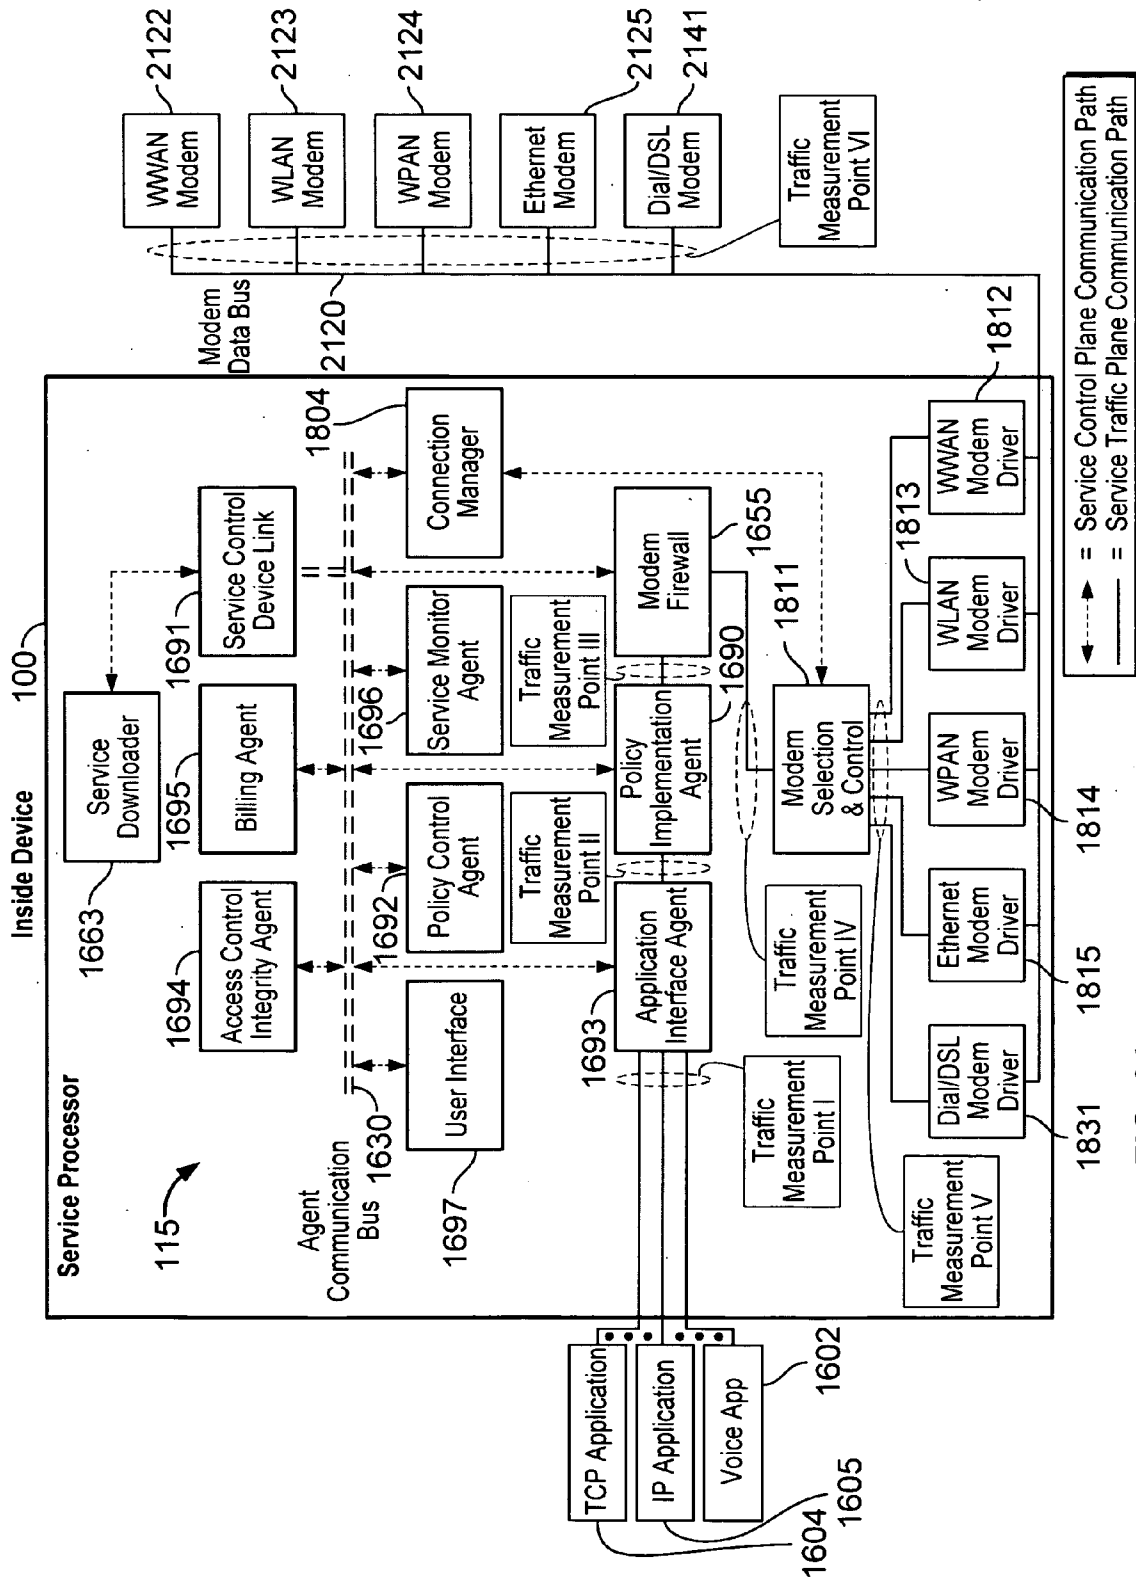 Inside Device
100
Service Processor
115
1663
Service
Downloader
1694
Access Control
Integrity Agent
1695
Billing Agent
1691
Service Control
Device Link
Agent
Communication
Bus
1630
1697
User Interface
1692
Policy Control
Agent
1696
Service Monitor
Agent
1804
Connection
Manager
Traffic
Measurement
Point II
Traffic
Measurement
Point III
1693
Application
Interface Agent
Policy
Implementation
Agent
1690
Modem
Firewall
1655
1604
TCP Application
1605
IP Application
1602
Voice App
Traffic
Measurement
Point I
Traffic
Measurement
Point IV
Modem
Selection
& Control
1811
Traffic
Measurement
Point V
1831
Dial/DSL
Modem
Driver
1815
Ethernet
Modem
Driver
1814
WPAN
Modem
Driver
1813
WLAN
Modem
Driver
1812
WWAN
Modem
Driver
Modem
Data Bus
2120
WWAN
Modem
2122
WLAN
Modem
2123
WPAN
Modem
2124
Ethernet
Modem
2125
Dial/DSL
Modem
2141
Traffic
Measurement
Point VI
= Service Control Plane Communication Path
= Service Traffic Plane Communication Path